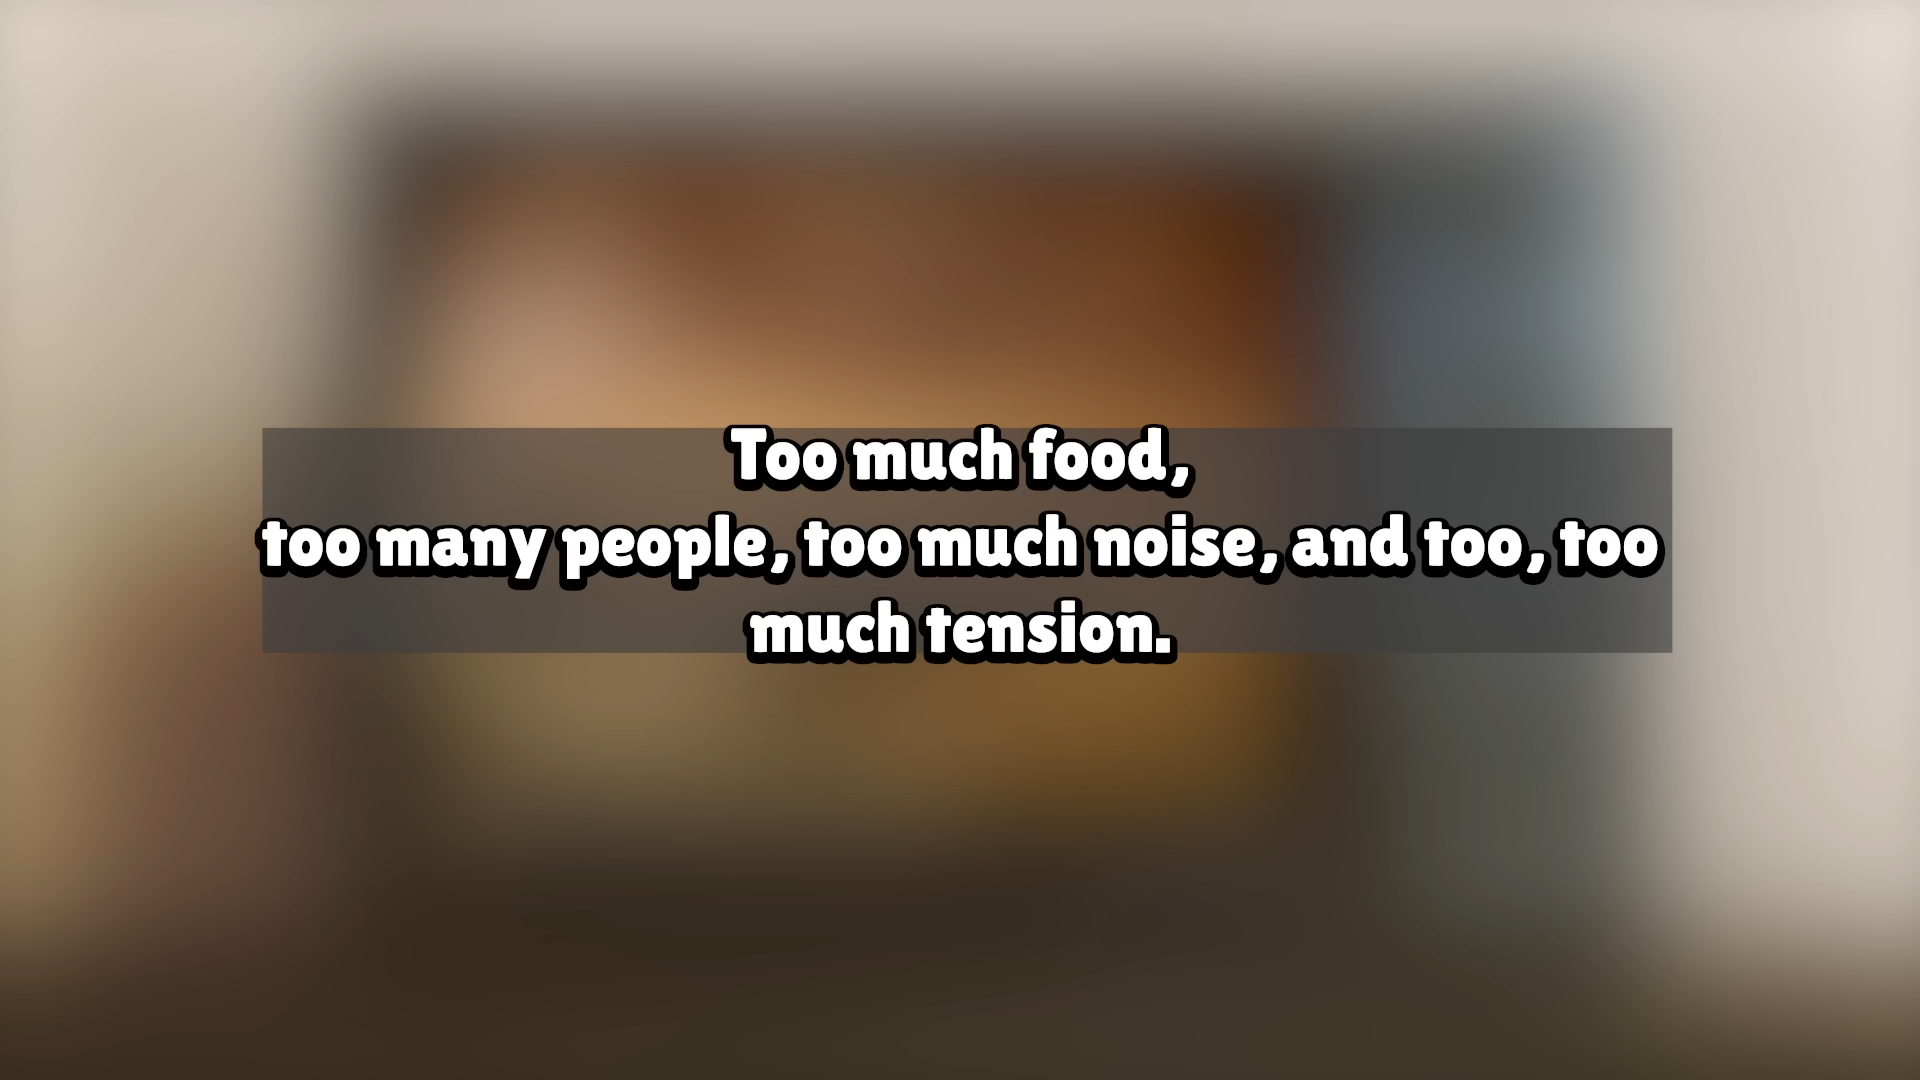 Too much food,
too many people, too much noise, and too, too
much tension.